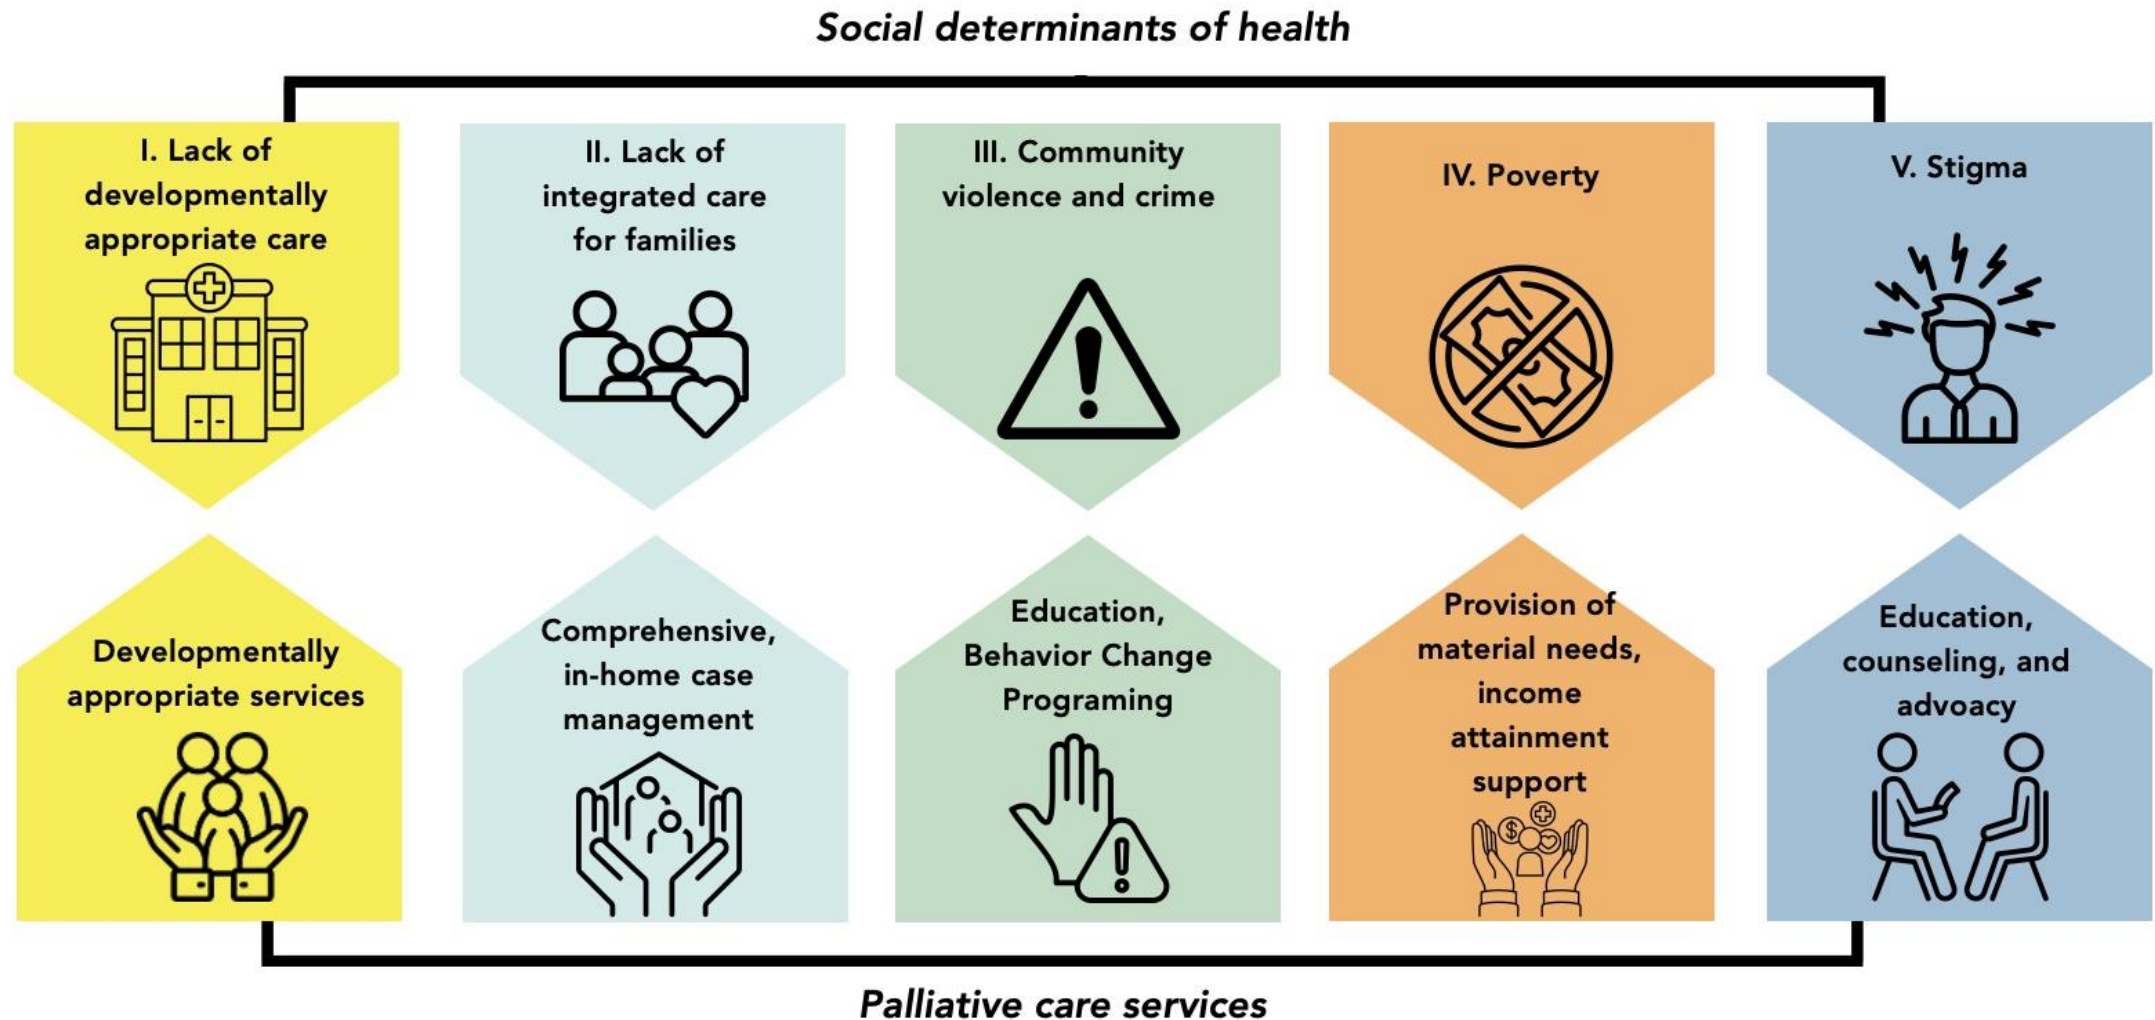 Social determinants of health
I. Lack of
developmentally
appropriate care
II. Lack of
integrated care
for families
III. Community
violence and crime
IV. Poverty
V. Stigma
Developmentally
appropriate services
Comprehensive,
in-home case
management
Education,
Behavior Change
Programing
Provision of
material needs,
income
attainment
support
$
Education,
counseling, and
advoacy
Palliative care services